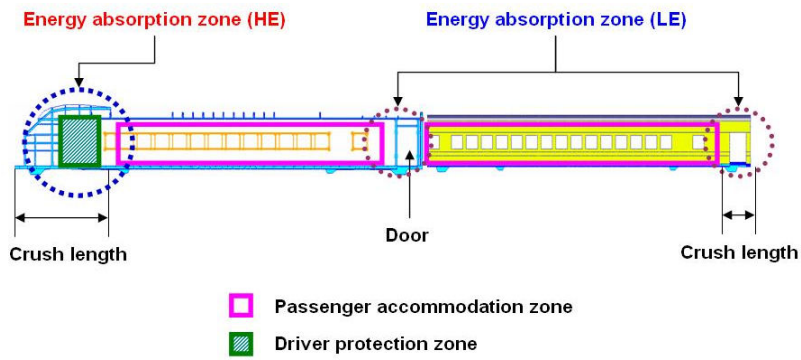 Energy absorption zone (HE)
Energy absorption zone (LE)
Door
Crush length
Crush length
Passenger accommodation zone
Driver protection zone